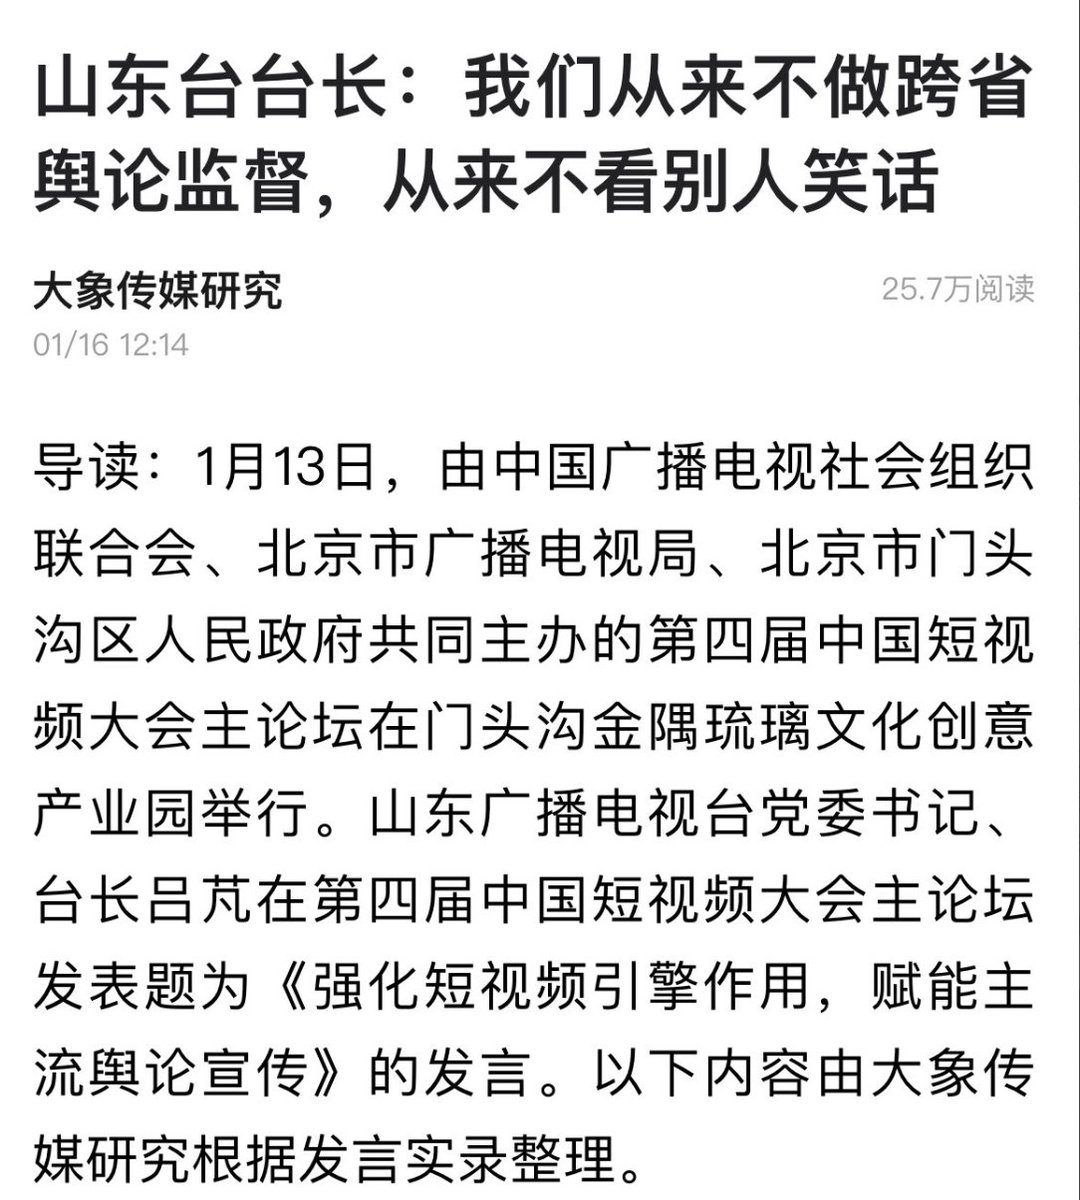 山东台台长：我们从来不做跨省
舆论监督，从来不看别人笑话
大象传媒研究
25.7万阅读
01/16 12:14
导读：1月13日，由中国广播电视社会组织
联合会、北京市广播电视局、北京市门头
沟区人民政府共同主办的第四届中国短视
频大会主论坛在门头沟金隅琉璃文化创意
产业园举行。山东广播电视台党委书记、
台长吕芃在第四届中国短视频大会主论坛
发表题为《强化短视频引擎作用，赋能主
流舆论宣传》的发言。以下内容由大象传
媒研究根据发言实录整理。